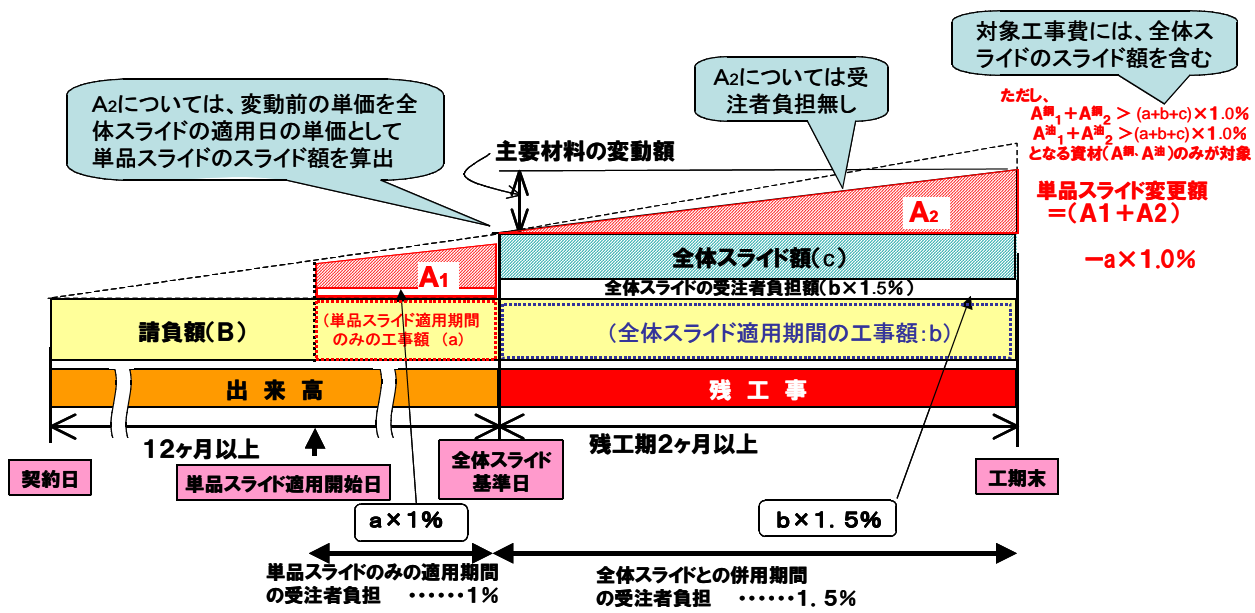 対象工事費には、全体ス
ライドのスライド額を含む
A2については受
注者負担無し
A2については、変動前の単価を全
体スライドの適用日の単価として
単品スライドのスライド額を算出
ただし、
A鋼1+A鋼2 > (a+b+c)×1.0%
A油1+A油2 >(a+b+c)×1.0%
となる資材(A鋼、A油)のみが対象
主要材料の変動額
単品スライド変更額
=(A1+A2)
-a×1.0%
A2
A1
全体スライド額(c)
全体スライドの受注者負担額(b×1.5%)
請負額(B)
(単品スライド適用期間
のみの工事額 (a)
(全体スライド適用期間の工事額:b)
出 来 高
残 工 事
12ヶ月以上
残工期2ヶ月以上
契約日
単品スライド適用開始日
全体スライド
基準日
工期末
a×1%
b×1.5%
単品スライドのみの適用期間
の受注者負担 ……1%
全体スライドとの併用期間
の受注者負担 ……1.5%